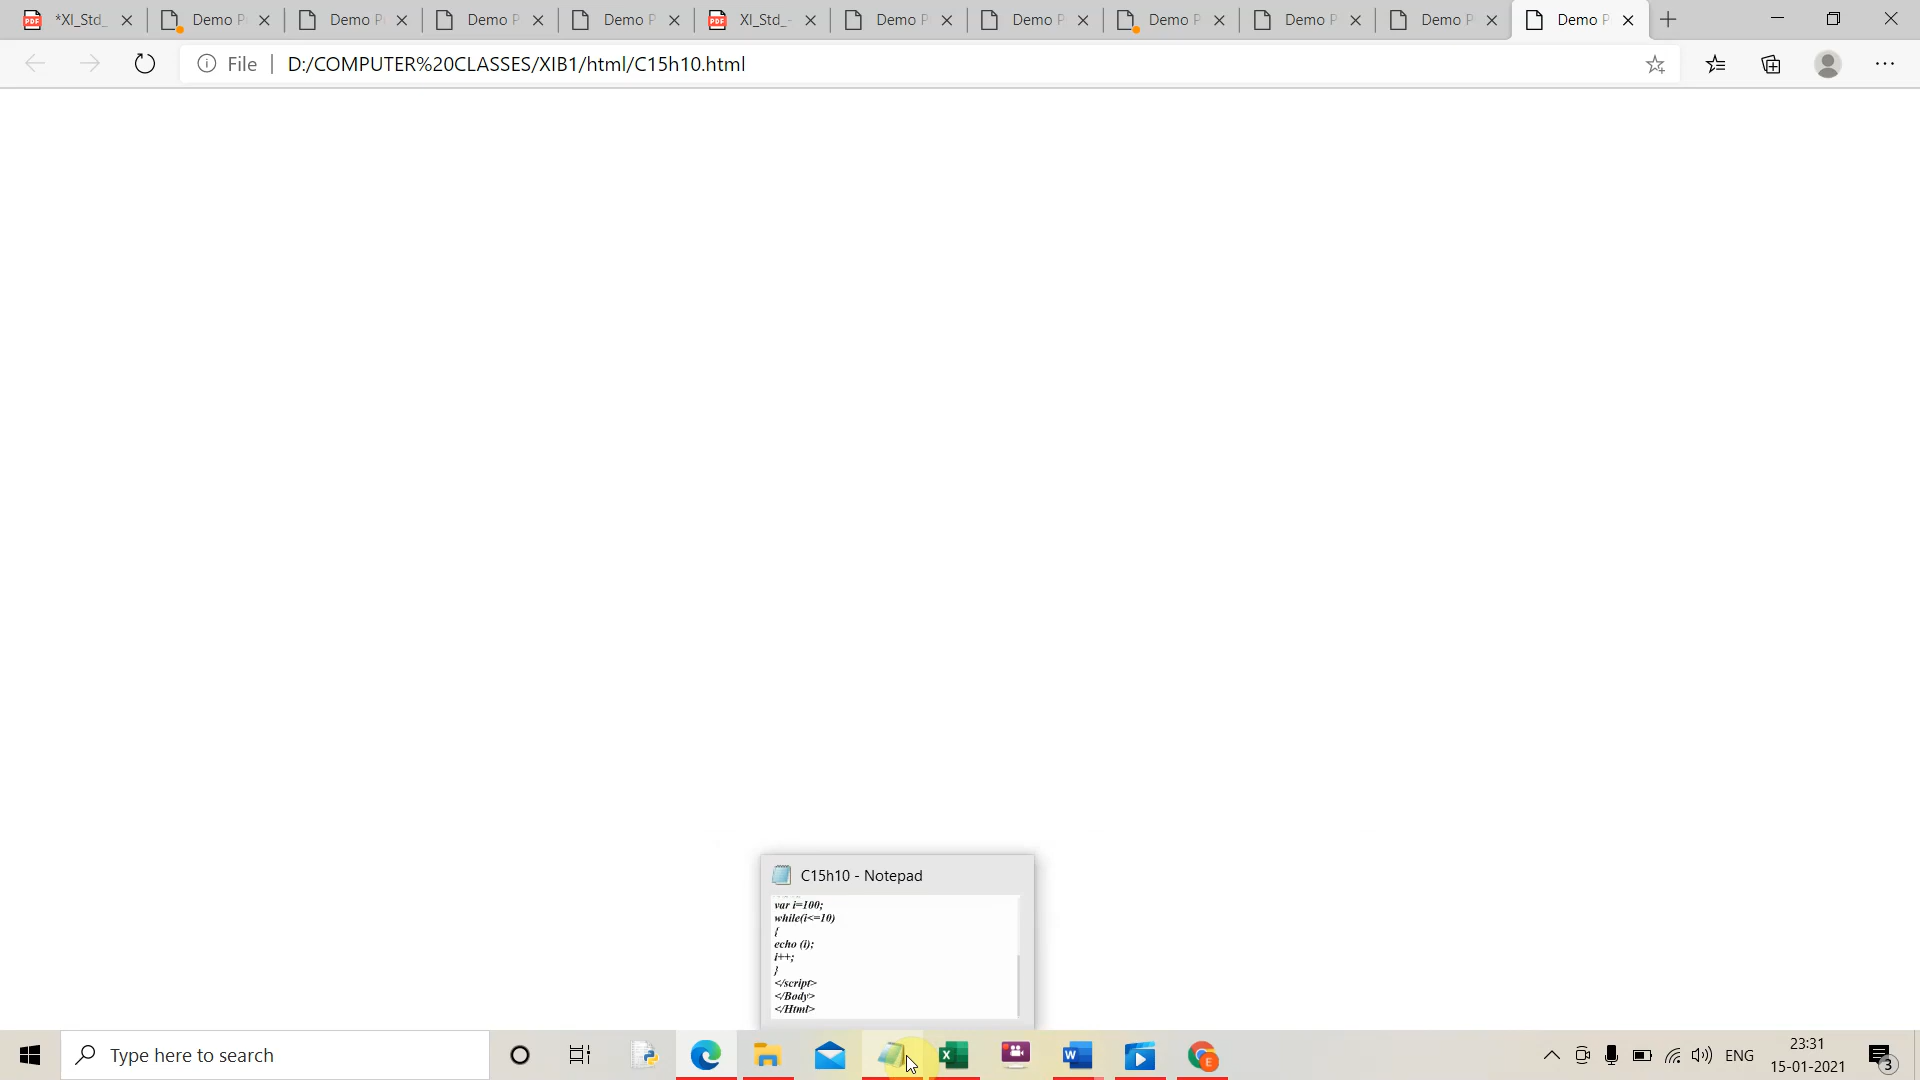 *XI_Std_ Demo P Demo P Demo P Demo P XI_Std_- Demo P Demo P Demo P Demo P Demo P Demo P
File | D:/COMPUTER%20CLASSES/XIB1/html/C15h10.html
C15h10 - Notepad
var i=100;
while(i<=10)
{
echo (i);
i++;
}
</script>
</Body>
</Html>
Type here to search
ENG
23:31
15-01-2021
3